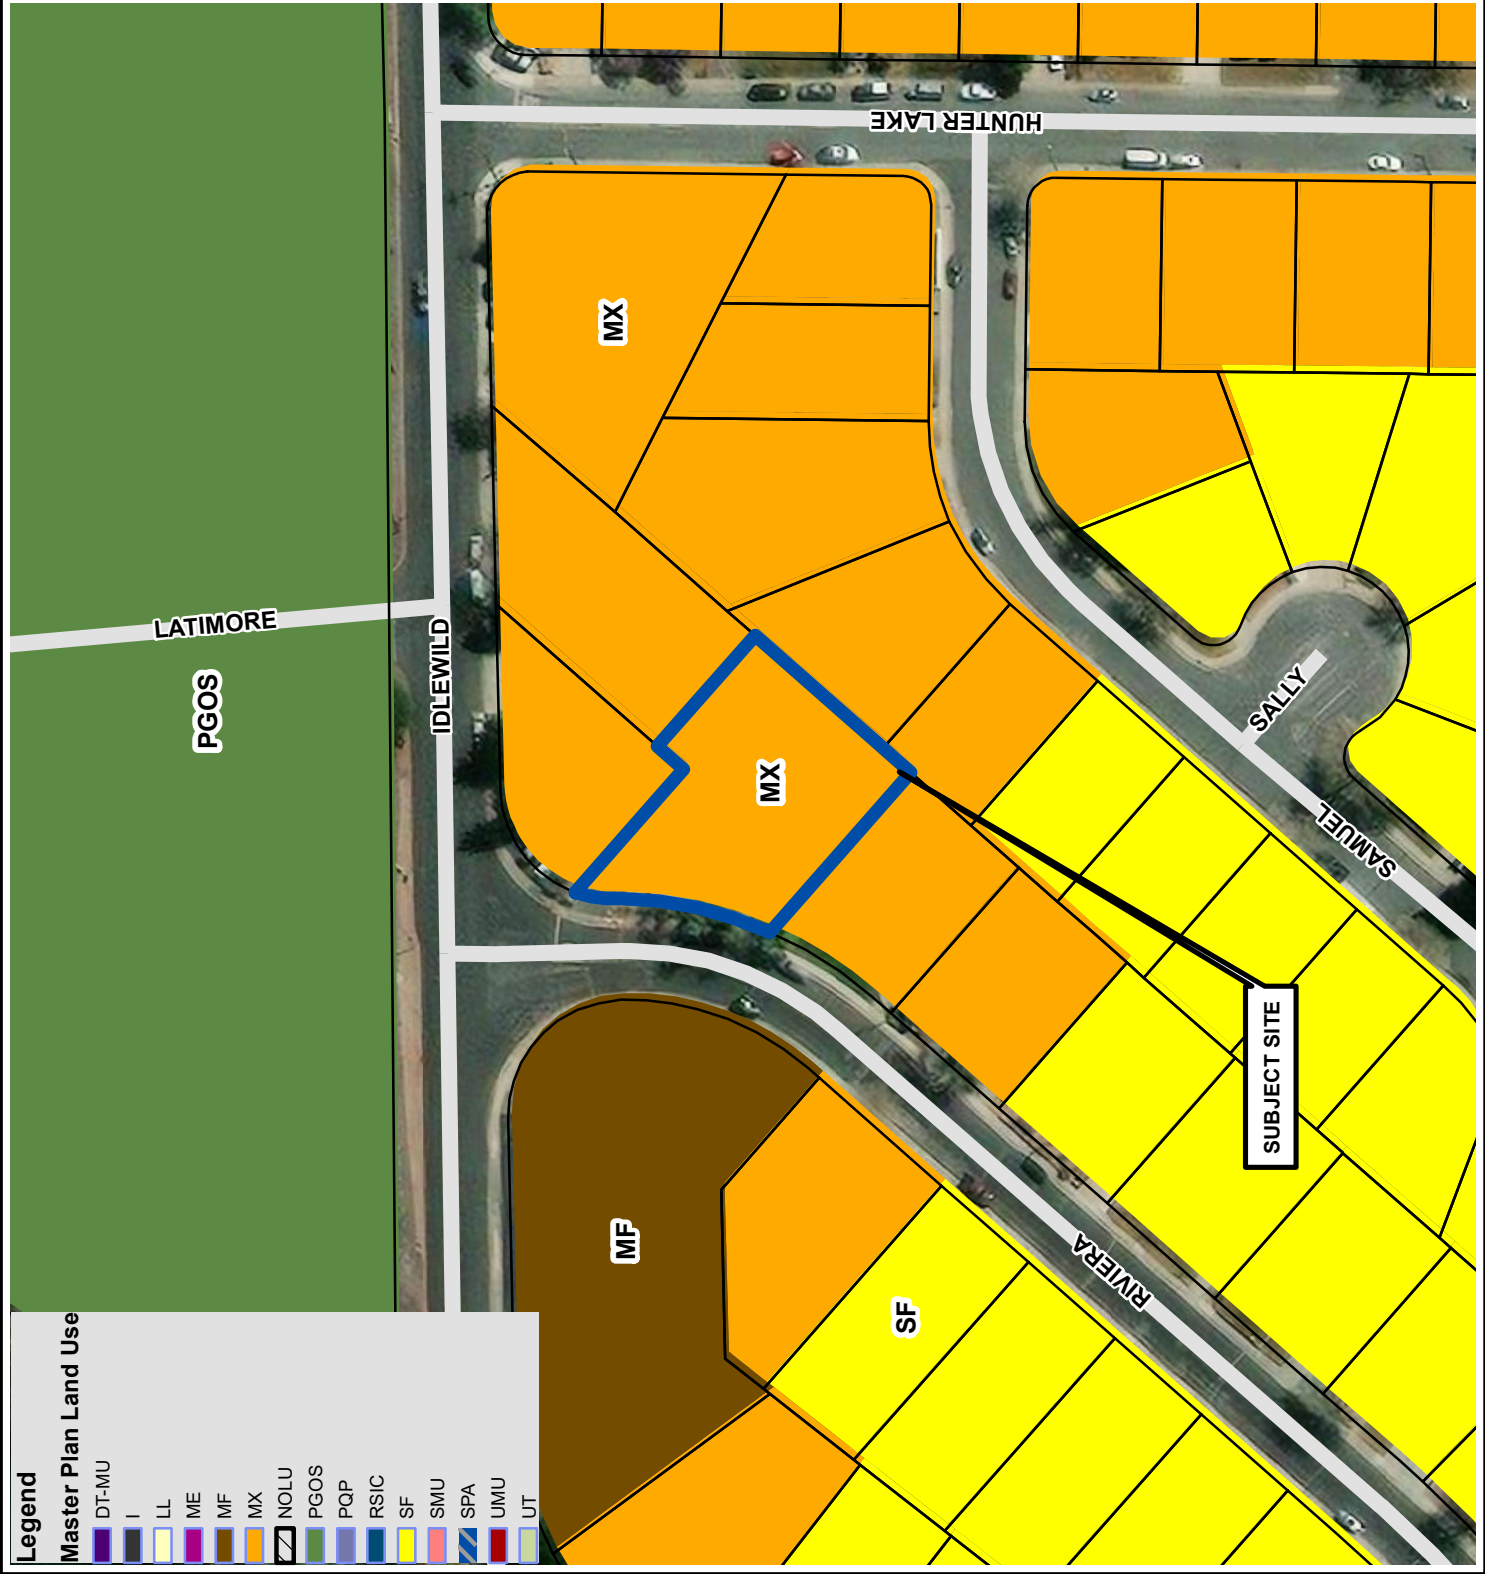 Legend
Master Plan Land Use
DT-MU
I
LL
ME
MF
MX
NOLU
PGOS
PQP
RSIC
SF
SMU
SPA
UMU
UT
PGOS
LATIMORE
IDLEWILD
HUNTER LAKE
MX
MX
MF
SF
SALLY
SAMUEL
RIVIERA
SUBJECT SITE